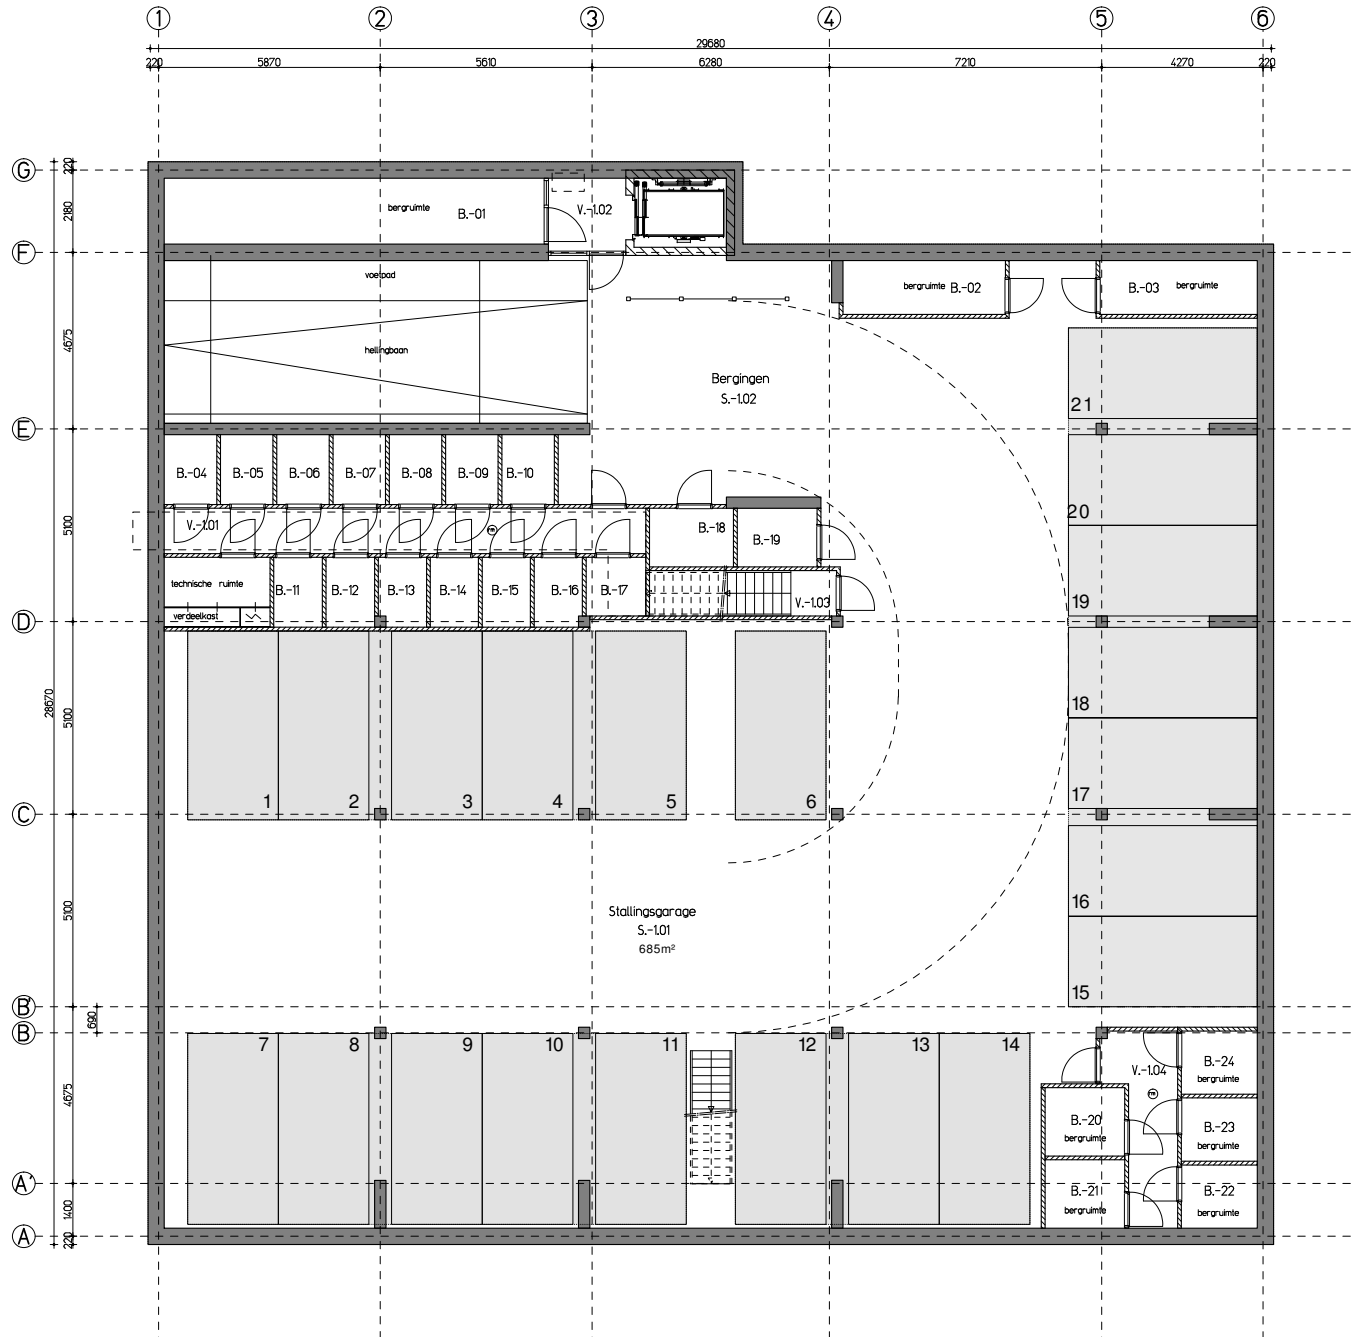 1 2 3 4 5 6
29680
220 5870 5610 6280 7210 4270 220
G
220
2180
bergruimte B.-01 V.-1.02
F
voetpad
bergruimte B.-02 B.-03 bergruimte
4675
hellingbaan
Bergingen
S.-1.02
21
E
B.-04 B.-05 B.-06 B.-07 B.-08 B.-09 B.-10
5100
V.-1.01
B.-18 B.-19
20
technische ruimte
B.-11 B.-12 B.-13 B.-14 B.-15 B.-16 B.-17
V.-1.03
19
verdeelkast
D
28670
5100
18
17
1 2 3 4 5 6
C
5100
16
Stallingsgarage
S.-1.01
685m²
15
B'
690
B
7 8 9 10 11 12 13 14
4675
V.-1.04
B.-24
bergruimte
B.-20
bergruimte
B.-23
bergruimte
A'
1400
B.-21
bergruimte
B.-22
bergruimte
A
220